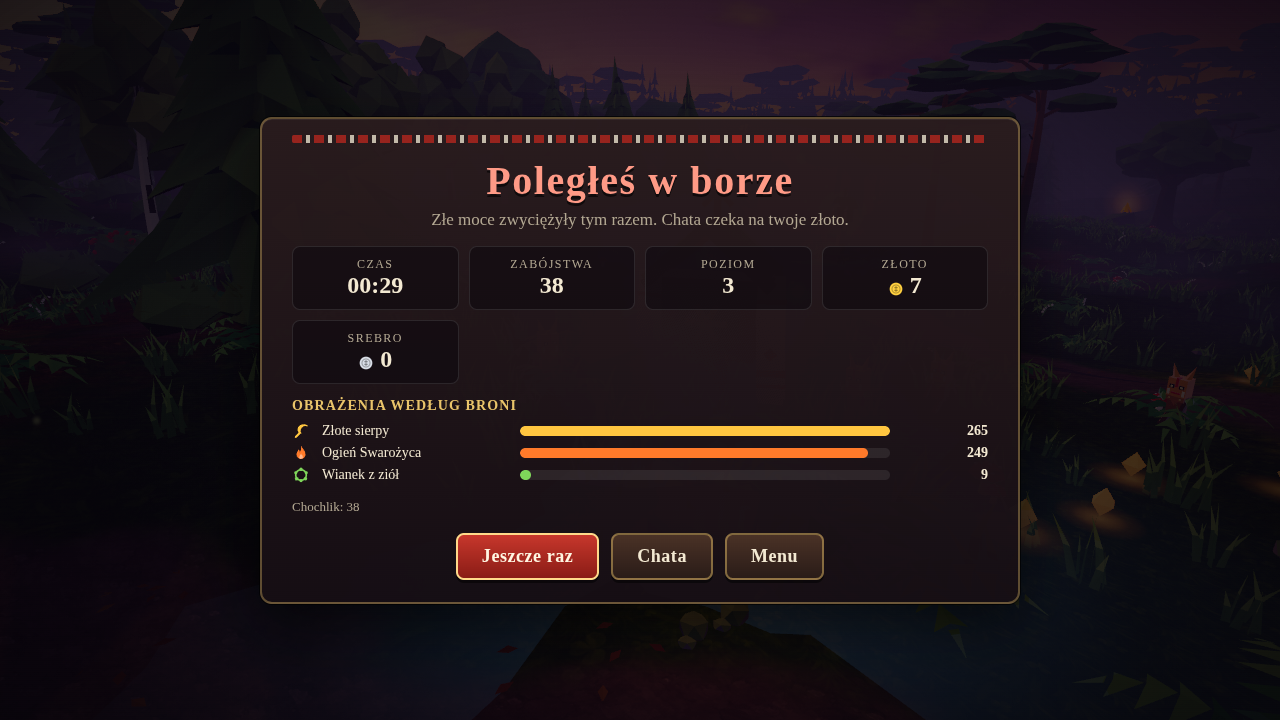 Poległeś w borze
Złe moce zwyciężyły tym razem. Chata czeka na twoje złoto.
CZAS
00:29
ZABÓJSTWA
38
POZIOM
3
ZŁOTO
7
SREBRO
0
OBRAŻENIA WEDŁUG BRONI
Złote sierpy 265
Ogień Swarożyca 249
Wianek z ziół 9
Chochlik: 38
Jeszcze raz
Chata
Menu